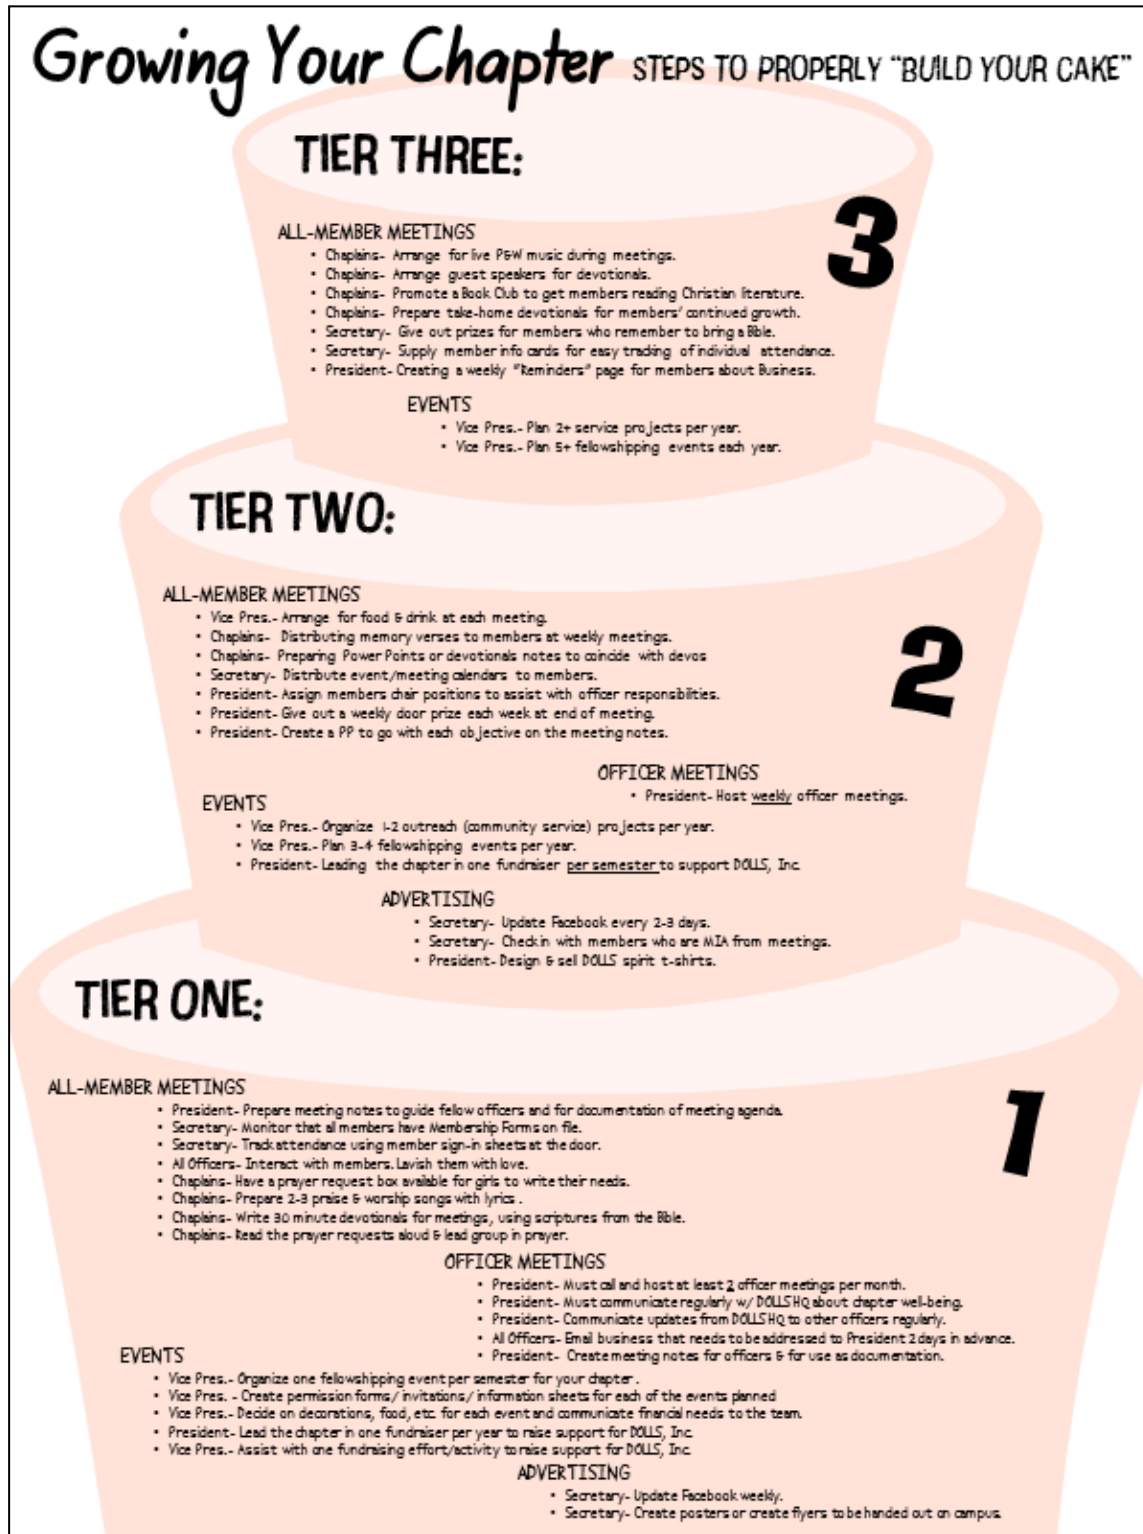 Growing Your Chapter STEPS TO PROPERLY "BUILD YOUR CAKE"
TIER THREE:
3
ALL-MEMBER MEETINGS
• Chaplains- Arrange for live P&W music during meetings.
• Chaplains- Arrange guest speakers for devotionals.
• Chaplains- Promote a Book Club to get members reading Christian literature.
• Chaplains- Prepare take-home devotionals for members' continued growth.
• Secretary- Give out prizes for members who remember to bring a Bible.
• Secretary- Supply member info cards for easy tracking of individual attendance.
• President- Creating a weekly "Reminders" page for members about Business.
EVENTS
• Vice Pres.- Plan 2+ service projects per year.
• Vice Pres.- Plan 5+ fellowshipping events each year.
TIER TWO:
2
ALL-MEMBER MEETINGS
• Vice Pres.- Arrange for food & drink at each meeting.
• Chaplains- Distributing memory verses to members at weekly meetings.
• Chaplains- Preparing Power Points or devotionals notes to coincide with devos
• Secretary- Distribute event/meeting calendars to members.
• President- Assign members chair positions to assist with officer responsibilities.
• President- Give out a weekly door prize each week at end of meeting.
• President- Create a PP to go with each objective on the meeting notes.
OFFICER MEETINGS
• President- Host weekly officer meetings.
EVENTS
• Vice Pres.- Organize 1-2 outreach (community service) projects per year.
• Vice Pres.- Plan 3-4 fellowshipping events per year.
• President- Leading the chapter in one fundraiser per semester to support DOLLS, Inc.
ADVERTISING
• Secretary- Update Facebook every 2-3 days.
• Secretary- Check in with members who are MIA from meetings.
• President- Design & sell DOLLS spirit t-shirts.
TIER ONE:
1
ALL-MEMBER MEETINGS
• President- Prepare meeting notes to guide fellow officers and for documentation of meeting agenda.
• Secretary- Monitor that all members have Membership Forms on file.
• Secretary- Track attendance using member sign-in sheets at the door.
• All Officers- Interact with members. Lavish them with love.
• Chaplains- Have a prayer request box available for girls to write their needs.
• Chaplains- Prepare 2-3 praise & worship songs with lyrics .
• Chaplains- Write 30 minute devotionals for meetings, using scriptures from the Bible.
• Chaplains- Read the prayer requests aloud & lead group in prayer.
OFFICER MEETINGS
• President- Must call and host at least 2 officer meetings per month.
• President- Must communicate regularly w/ DOLLS HQ about chapter well-being.
• President- Communicate updates from DOLLS HQ to other officers regularly.
• All Officers- Email business that needs to be addressed to President 2 days in advance.
• President- Create meeting notes for officers & for use as documentation.
EVENTS
• Vice Pres.- Organize one fellowshipping event per semester for your chapter .
• Vice Pres. - Create permission forms/ invitations/ information sheets for each of the events planned
• Vice Pres.- Decide on decorations, food, etc. for each event and communicate financial needs to the team.
• President- Lead the chapter in one fundraiser per year to raise support for DOLLS, Inc.
• Vice Pres.- Assist with one fundraising effort/activity to raise support for DOLLS, Inc.
ADVERTISING
• Secretary- Update Facebook weekly.
• Secretary- Create posters or create flyers to be handed out on campus.